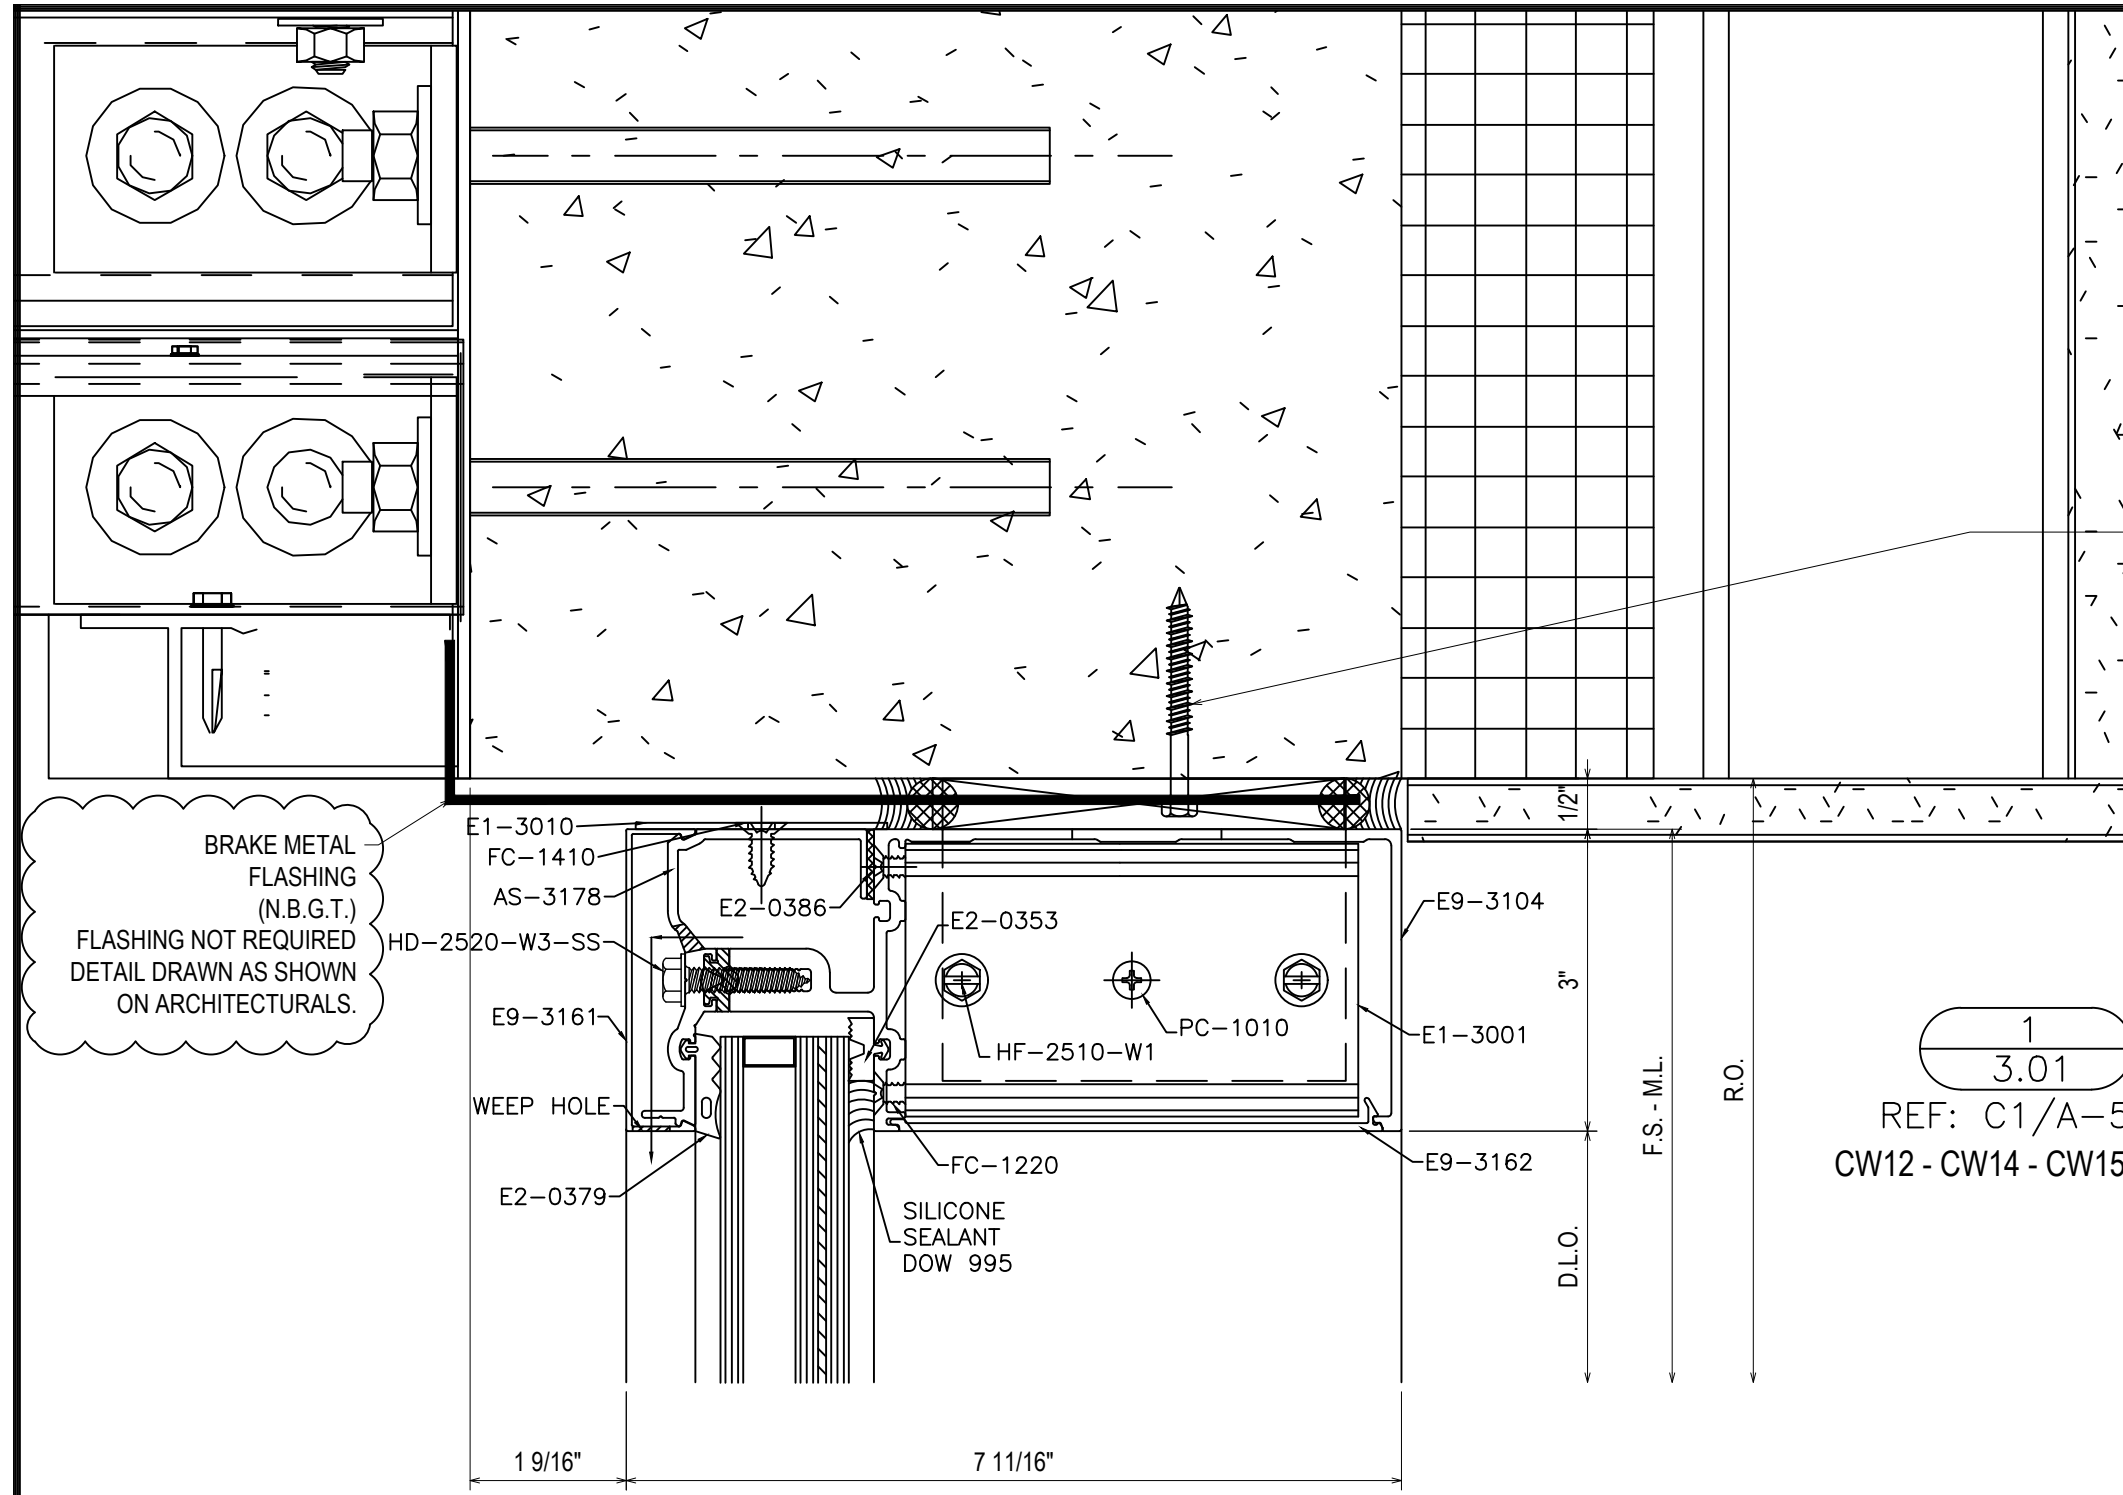 BRAKE METAL
FLASHING
(N.B.G.T.)
FLASHING NOT REQUIRED
DETAIL DRAWN AS SHOWN
ON ARCHITECTURALS.
E1-3010
FC-1410
AS-3178
E2-0386
HD-2520-W3-SS
E2-0353
E9-3161
WEEP HOLE
E2-0379
HF-2510-W1
PC-1010
FC-1220
SILICONE
SEALANT
DOW 995
E9-3104
E1-3001
E9-3162
1/2"
3"
D.L.O.
F.S. - M.L.
R.O.
1
3.01
REF: C1/A-5
CW12 - CW14 - CW15
1 9/16"
7 11/16"